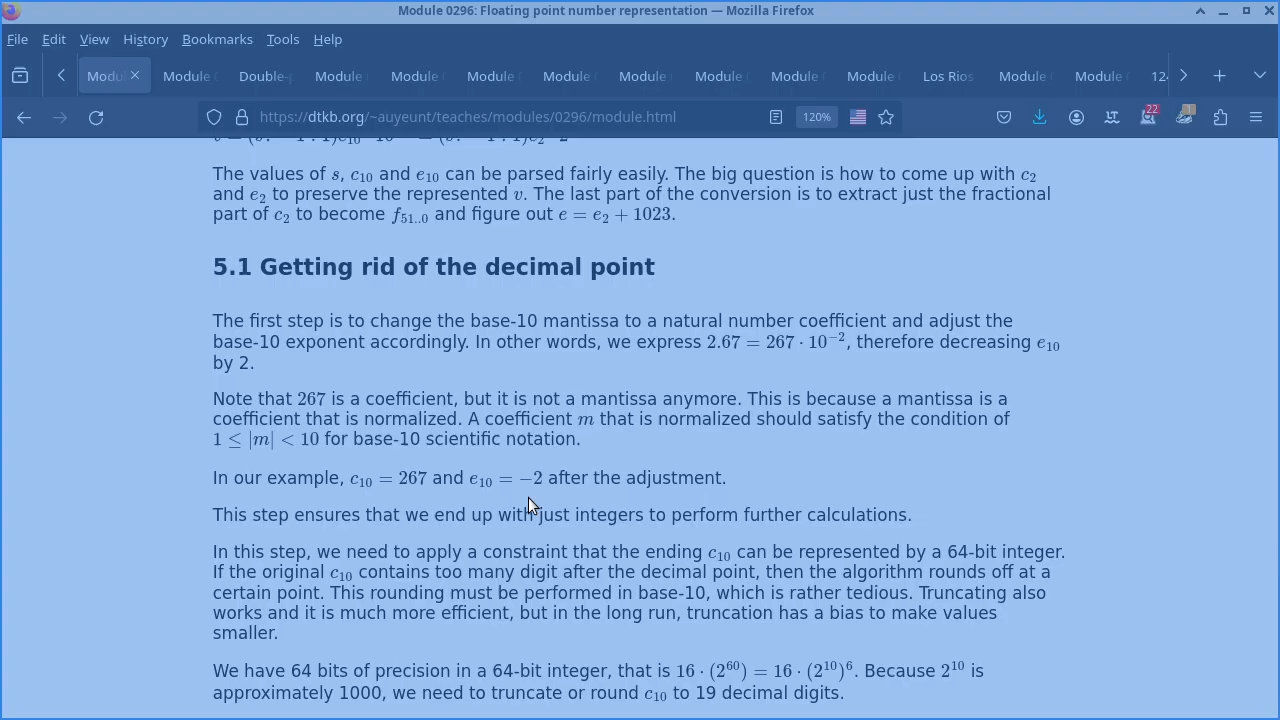 Module 0296: Floating point number representation — Mozilla Firefox
File Edit View History Bookmarks Tools Help
Modu Module Double-p Module Module Module Module Module Module Module Module Los Rios Module Module 124
https://dtkb.org/~auyeunt/teaches/modules/0296/module.html 120% 22 1
The values of s, c₁₀ and e₁₀ can be parsed fairly easily. The big question is how to come up with c₂
and e₂ to preserve the represented v. The last part of the conversion is to extract just the fractional
part of c₂ to become f₅₁..₀ and figure out e = e₂ + 1023.
5.1 Getting rid of the decimal point
The first step is to change the base-10 mantissa to a natural number coefficient and adjust the
base-10 exponent accordingly. In other words, we express 2.67 = 267 · 10⁻², therefore decreasing e₁₀
by 2.
Note that 267 is a coefficient, but it is not a mantissa anymore. This is because a mantissa is a
coefficient that is normalized. A coefficient m that is normalized should satisfy the condition of
1 ≤ |m| < 10 for base-10 scientific notation.
In our example, c₁₀ = 267 and e₁₀ = −2 after the adjustment.
This step ensures that we end up with just integers to perform further calculations.
In this step, we need to apply a constraint that the ending c₁₀ can be represented by a 64-bit integer.
If the original c₁₀ contains too many digit after the decimal point, then the algorithm rounds off at a
certain point. This rounding must be performed in base-10, which is rather tedious. Truncating also
works and it is much more efficient, but in the long run, truncation has a bias to make values
smaller.
We have 64 bits of precision in a 64-bit integer, that is 16 · (2⁶⁰) = 16 · (2¹⁰)⁶. Because 2¹⁰ is
approximately 1000, we need to truncate or round c₁₀ to 19 decimal digits.